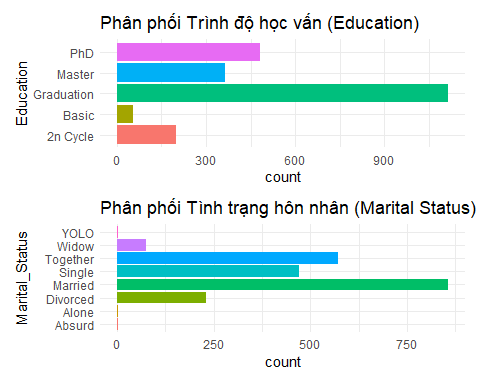 Phân phối Trình độ học vấn (Education)
PhD
Master
Graduation
Basic
2n Cycle
Education
0 300 600 900
count
Phân phối Tình trạng hôn nhân (Marital Status)
YOLO
Widow
Together
Single
Married
Divorced
Alone
Absurd
Marital_Status
0 250 500 750
count